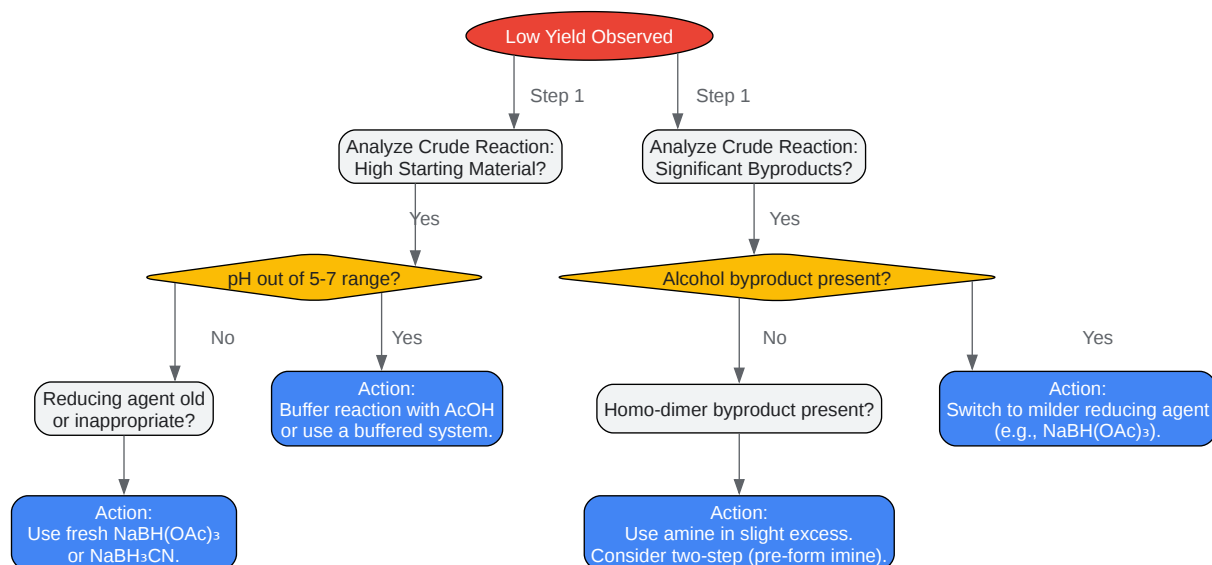 Low Yield Observed
Step 1
Step 1
Analyze Crude Reaction:
High Starting Material?
Analyze Crude Reaction:
Significant Byproducts?
Yes
Yes
pH out of 5-7 range?
Alcohol byproduct present?
No
Yes
No
Yes
Reducing agent old
or inappropriate?
Action:
Buffer reaction with AcOH
or use a buffered system.
Homo-dimer byproduct present?
Action:
Switch to milder reducing agent
(e.g., NaBH(OAc)₃).
Action:
Use fresh NaBH(OAc)₃
or NaBH₃CN.
Action:
Use amine in slight excess.
Consider two-step (pre-form imine).